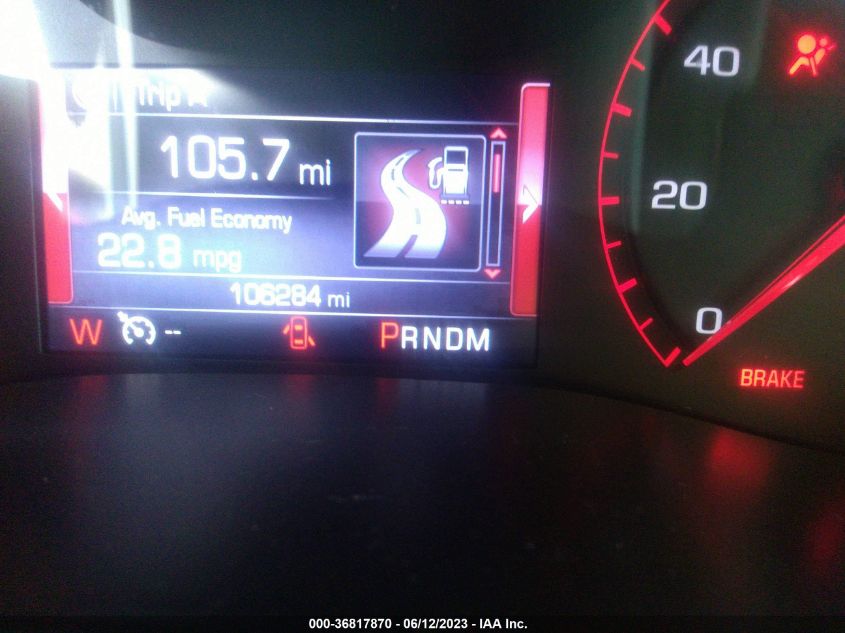 Trip A
105.7 mi
Avg. Fuel Economy
22.8 mpg
106284 mi
W -- PRNDM
40
20
0
BRAKE
000-36817870 - 06/12/2023 - IAA Inc.